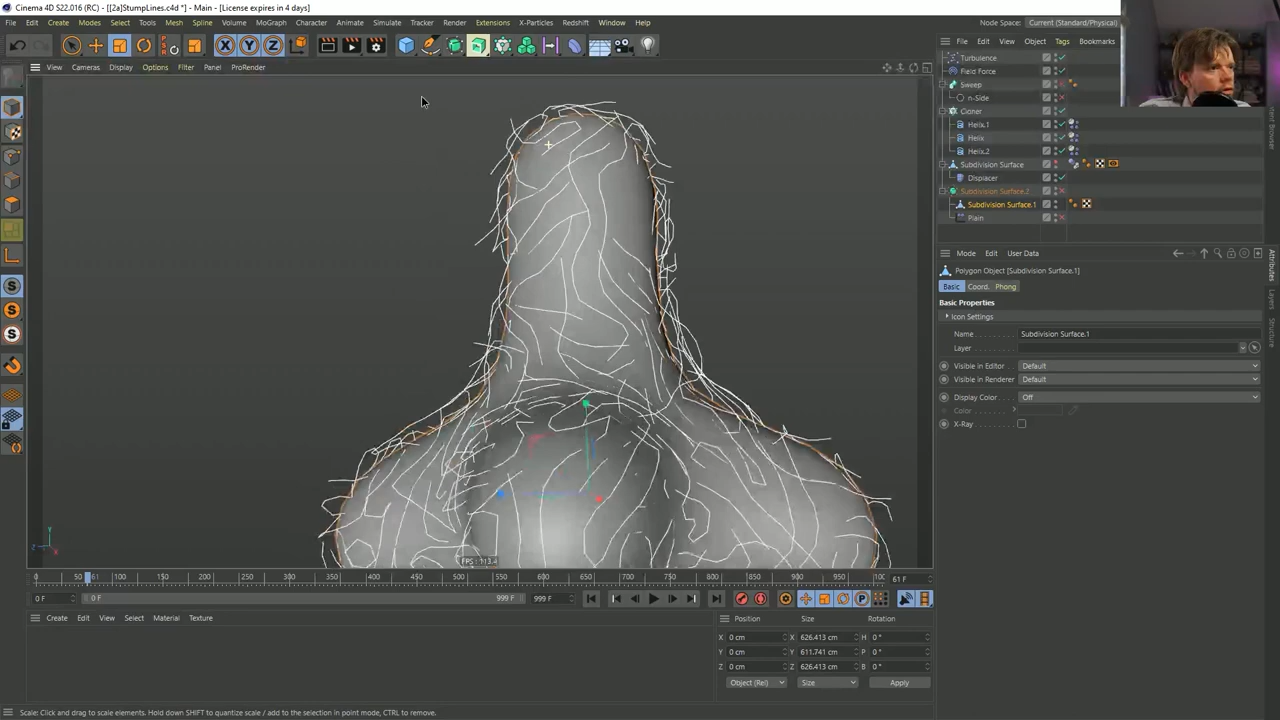 [[2a]StumpLines.c4d *] - Main - [License expires in 4 days]
Cinema 4D S22.016 (RC)
File Edit Create Modes Select Tools Mesh Spline Volume MoGraph Character Animate Simulate Tracker Render Extensions X-Particles Redshift Window Help
Node Space: Current (Standard/Physical)
File Edit View Object Tags Bookmarks
View Cameras Display Options Filter Panel ProRender
Turbulence
Field Force
Sweep
n-Side
Cloner
Helix.1
Helix
Helix.2
Subdivision Surface
Displacer
Subdivision Surface.2
Subdivision Surface.1
Plain
Content Browser
Mode Edit User Data
Polygon Object [Subdivision Surface.1]
Basic Coord. Phong
Basic Properties
Icon Settings
Name Subdivision Surface.1
Layer
Visible in Editor Default
Visible in Renderer Default
Display Color Off
Color
X-Ray
Attributes
Layers
Structure
FPS : 113.4
0 50 61 100 150 200 250 300 350 400 450 500 550 600 650 700 750 800 850 900 950 100 61 F
0 F 0 F 999 F 999 F
Create Edit View Select Material Texture
Position Size Rotation
X 0 cm X 626.413 cm H 0 °
Y 0 cm Y 611.741 cm P 0 °
Z 0 cm Z 626.413 cm B 0 °
Object (Rel) Size Apply
Scale: Click and drag to scale elements. Hold down SHIFT to quantize scale / add to the selection in point mode, CTRL to remove.